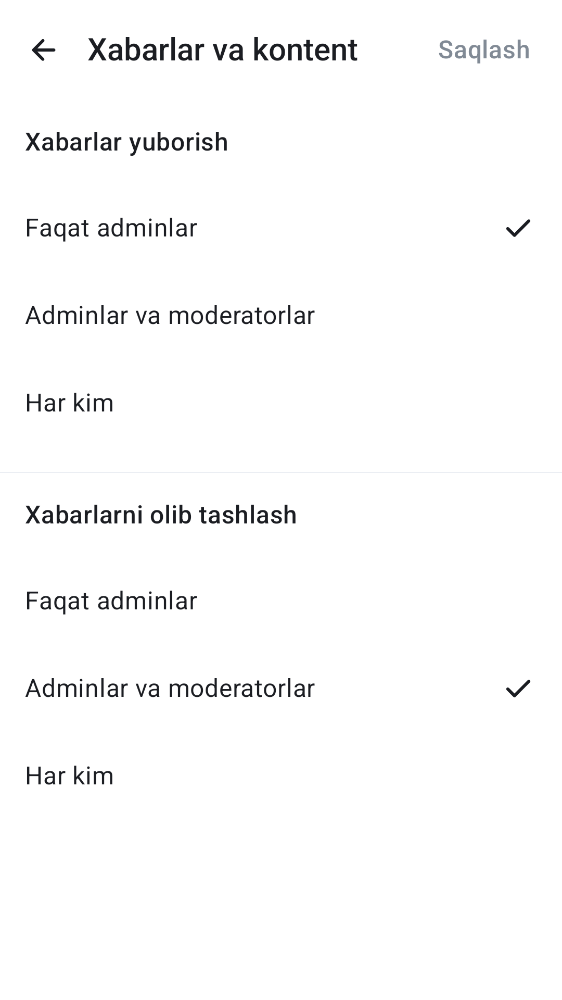 Xabarlar va kontent
Saqlash
Xabarlar yuborish
Faqat adminlar
Adminlar va moderatorlar
Har kim
Xabarlarni olib tashlash
Faqat adminlar
Adminlar va moderatorlar
Har kim